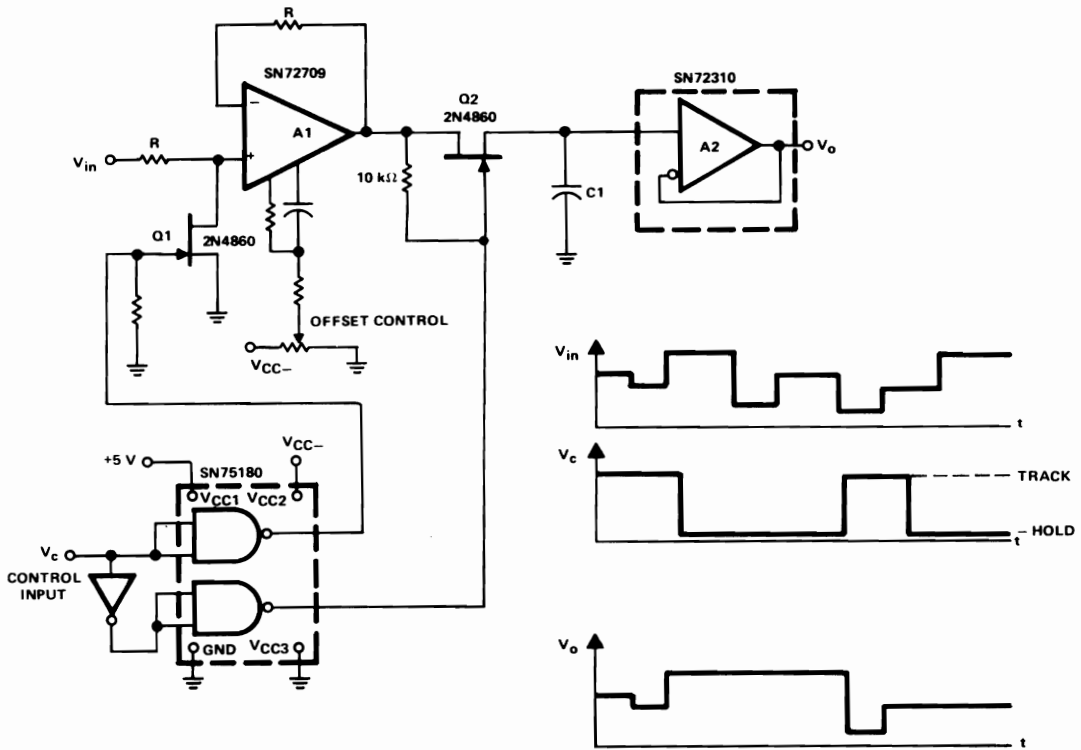 R
SN72709
SN72310
Q2
2N4860
−
A1
+
R
Vin
10 kΩ
A2
Vo
C1
Q1
2N4860
OFFSET CONTROL
VCC−
Vin
t
+5 V
SN75180
VCC−
VCC1 VCC2
Vc
TRACK
– HOLD
t
Vc
CONTROL
INPUT
GND VCC3
Vo
t